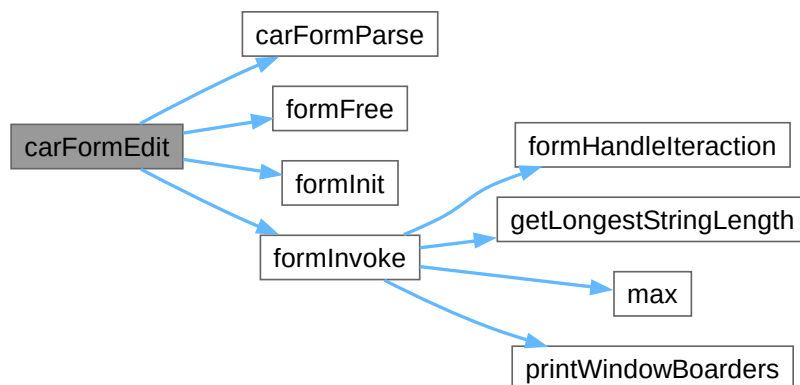 carFormParse
formFree
carFormEdit
formHandleIteraction
formInit
getLongestStringLength
formInvoke
max
printWindowBoarders